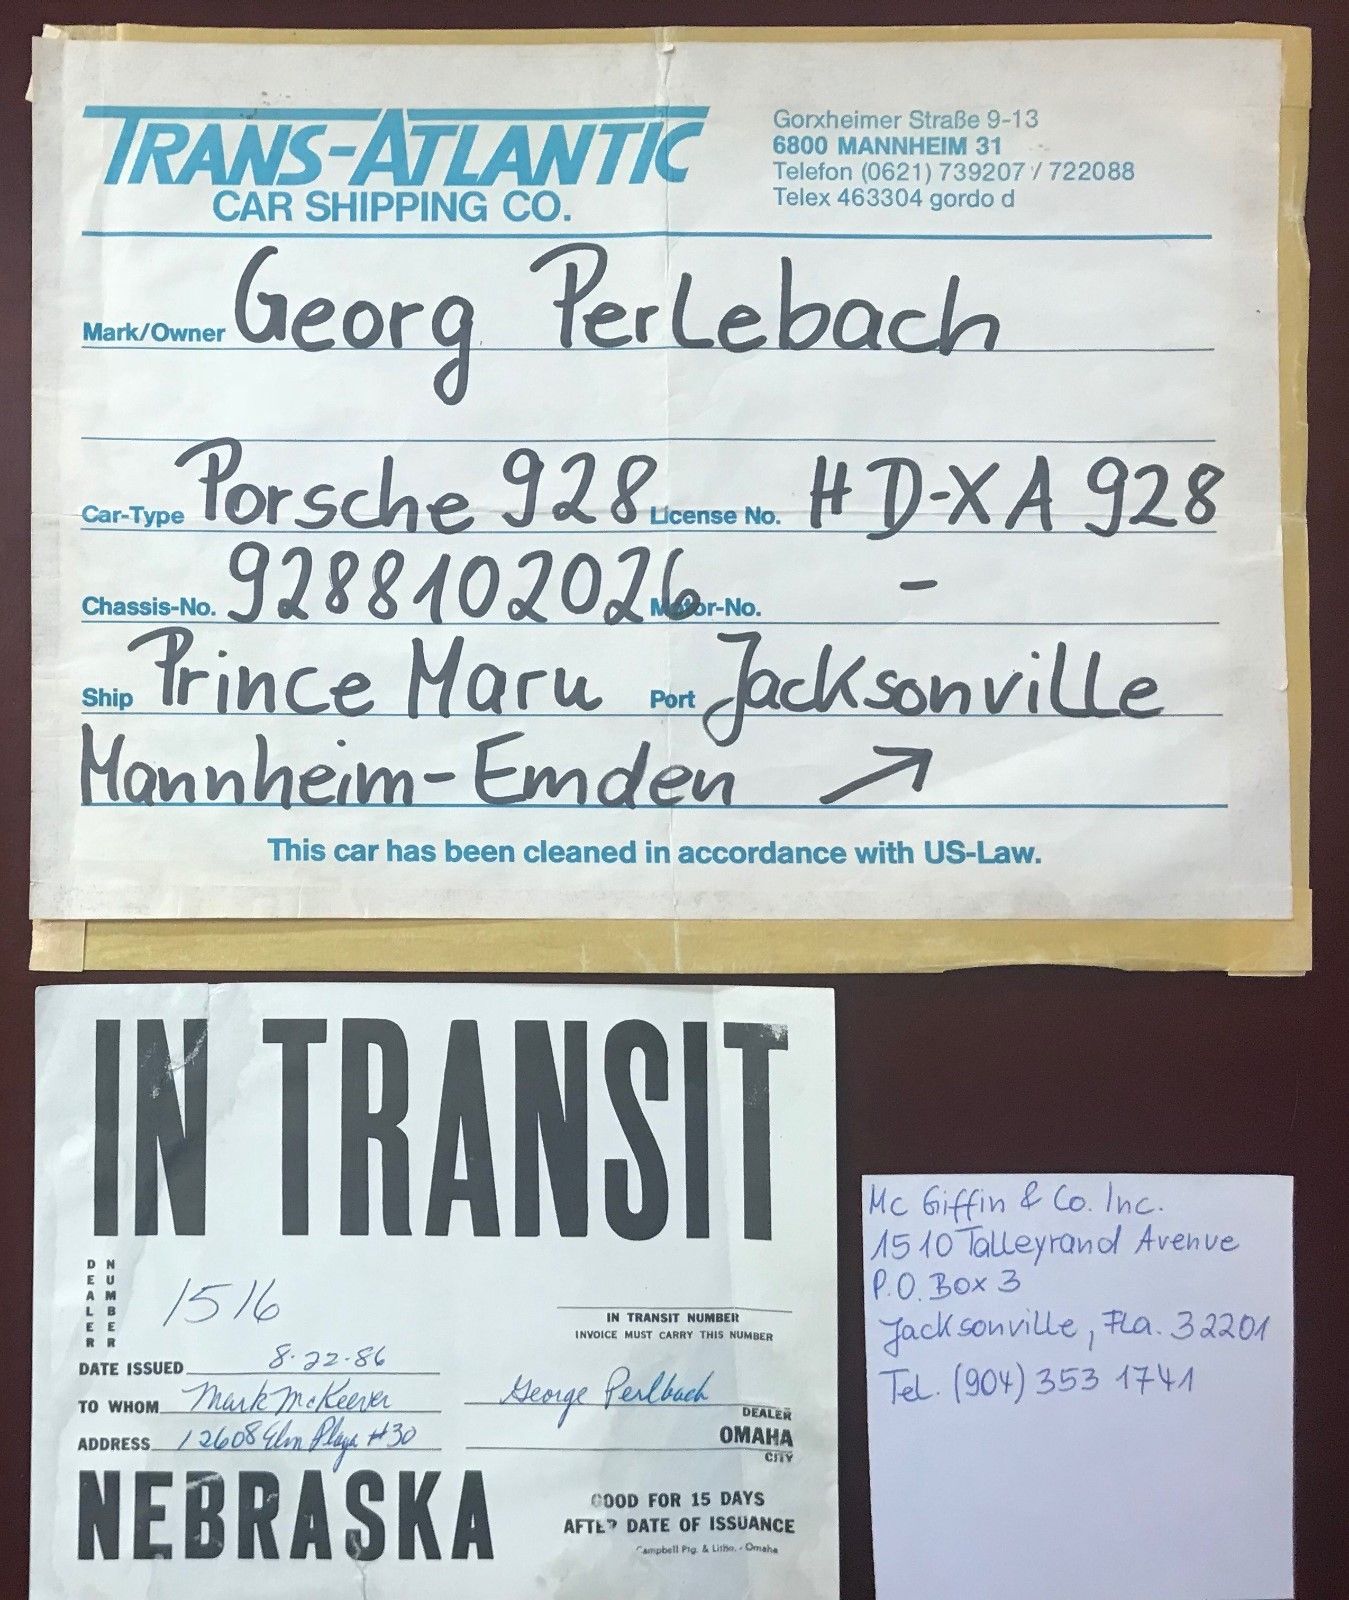 TRANS-ATLANTIC
CAR SHIPPING CO.
Gorxheimer Straße 9-13
6800 MANNHEIM 31
Telefon (0621) 739207 / 722088
Telex 463304 gordo d
Mark/Owner Georg Perlebach
Car-Type Porsche 928 License No. HD-XA 928
Chassis-No. 9288102026 Motor-No. -
Ship Prince Maru Port Jacksonville
Mannheim-Emden →
This car has been cleaned in accordance with US-Law.
IN TRANSIT
DEALER NUMBER 1516
IN TRANSIT NUMBER
INVOICE MUST CARRY THIS NUMBER
DATE ISSUED 8-22-86
TO WHOM Mark McKeever George Perlbach
DEALER
ADDRESS 12608 Elm Plaza #30 OMAHA
CITY
NEBRASKA
GOOD FOR 15 DAYS
AFTER DATE OF ISSUANCE
Campbell Ptg. & Litho. - Omaha
Mc Giffin & Co. Inc.
1510 Talleyrand Avenue
P.O. Box 3
Jacksonville, Fla. 32201
Tel. (904) 353 1741